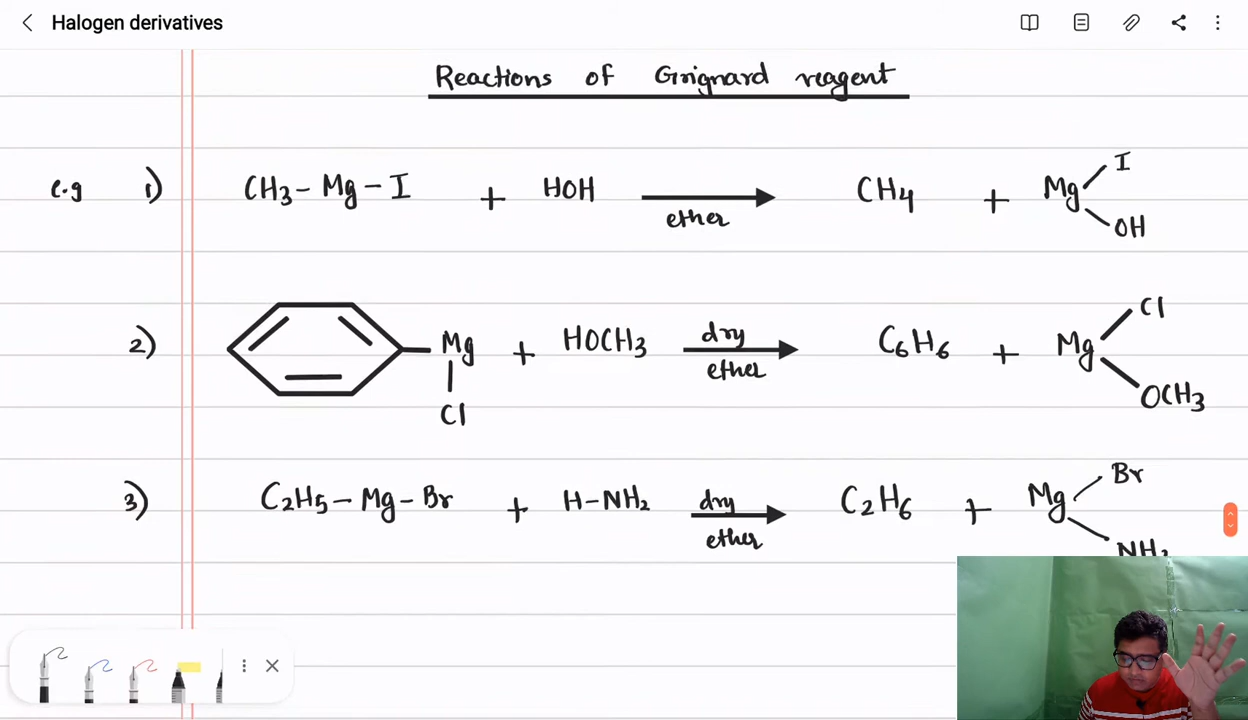 Halogen derivatives
Reactions of Grignard reagent
e.g 1) CH3 - Mg - I + HOH ether CH4 + Mg I OH
2) Mg Cl + HOCH3 dry ether C6H6 + Mg Cl OCH3
3) C2H5 - Mg - Br + H-NH2 dry ether C2H6 + Mg Br NH2